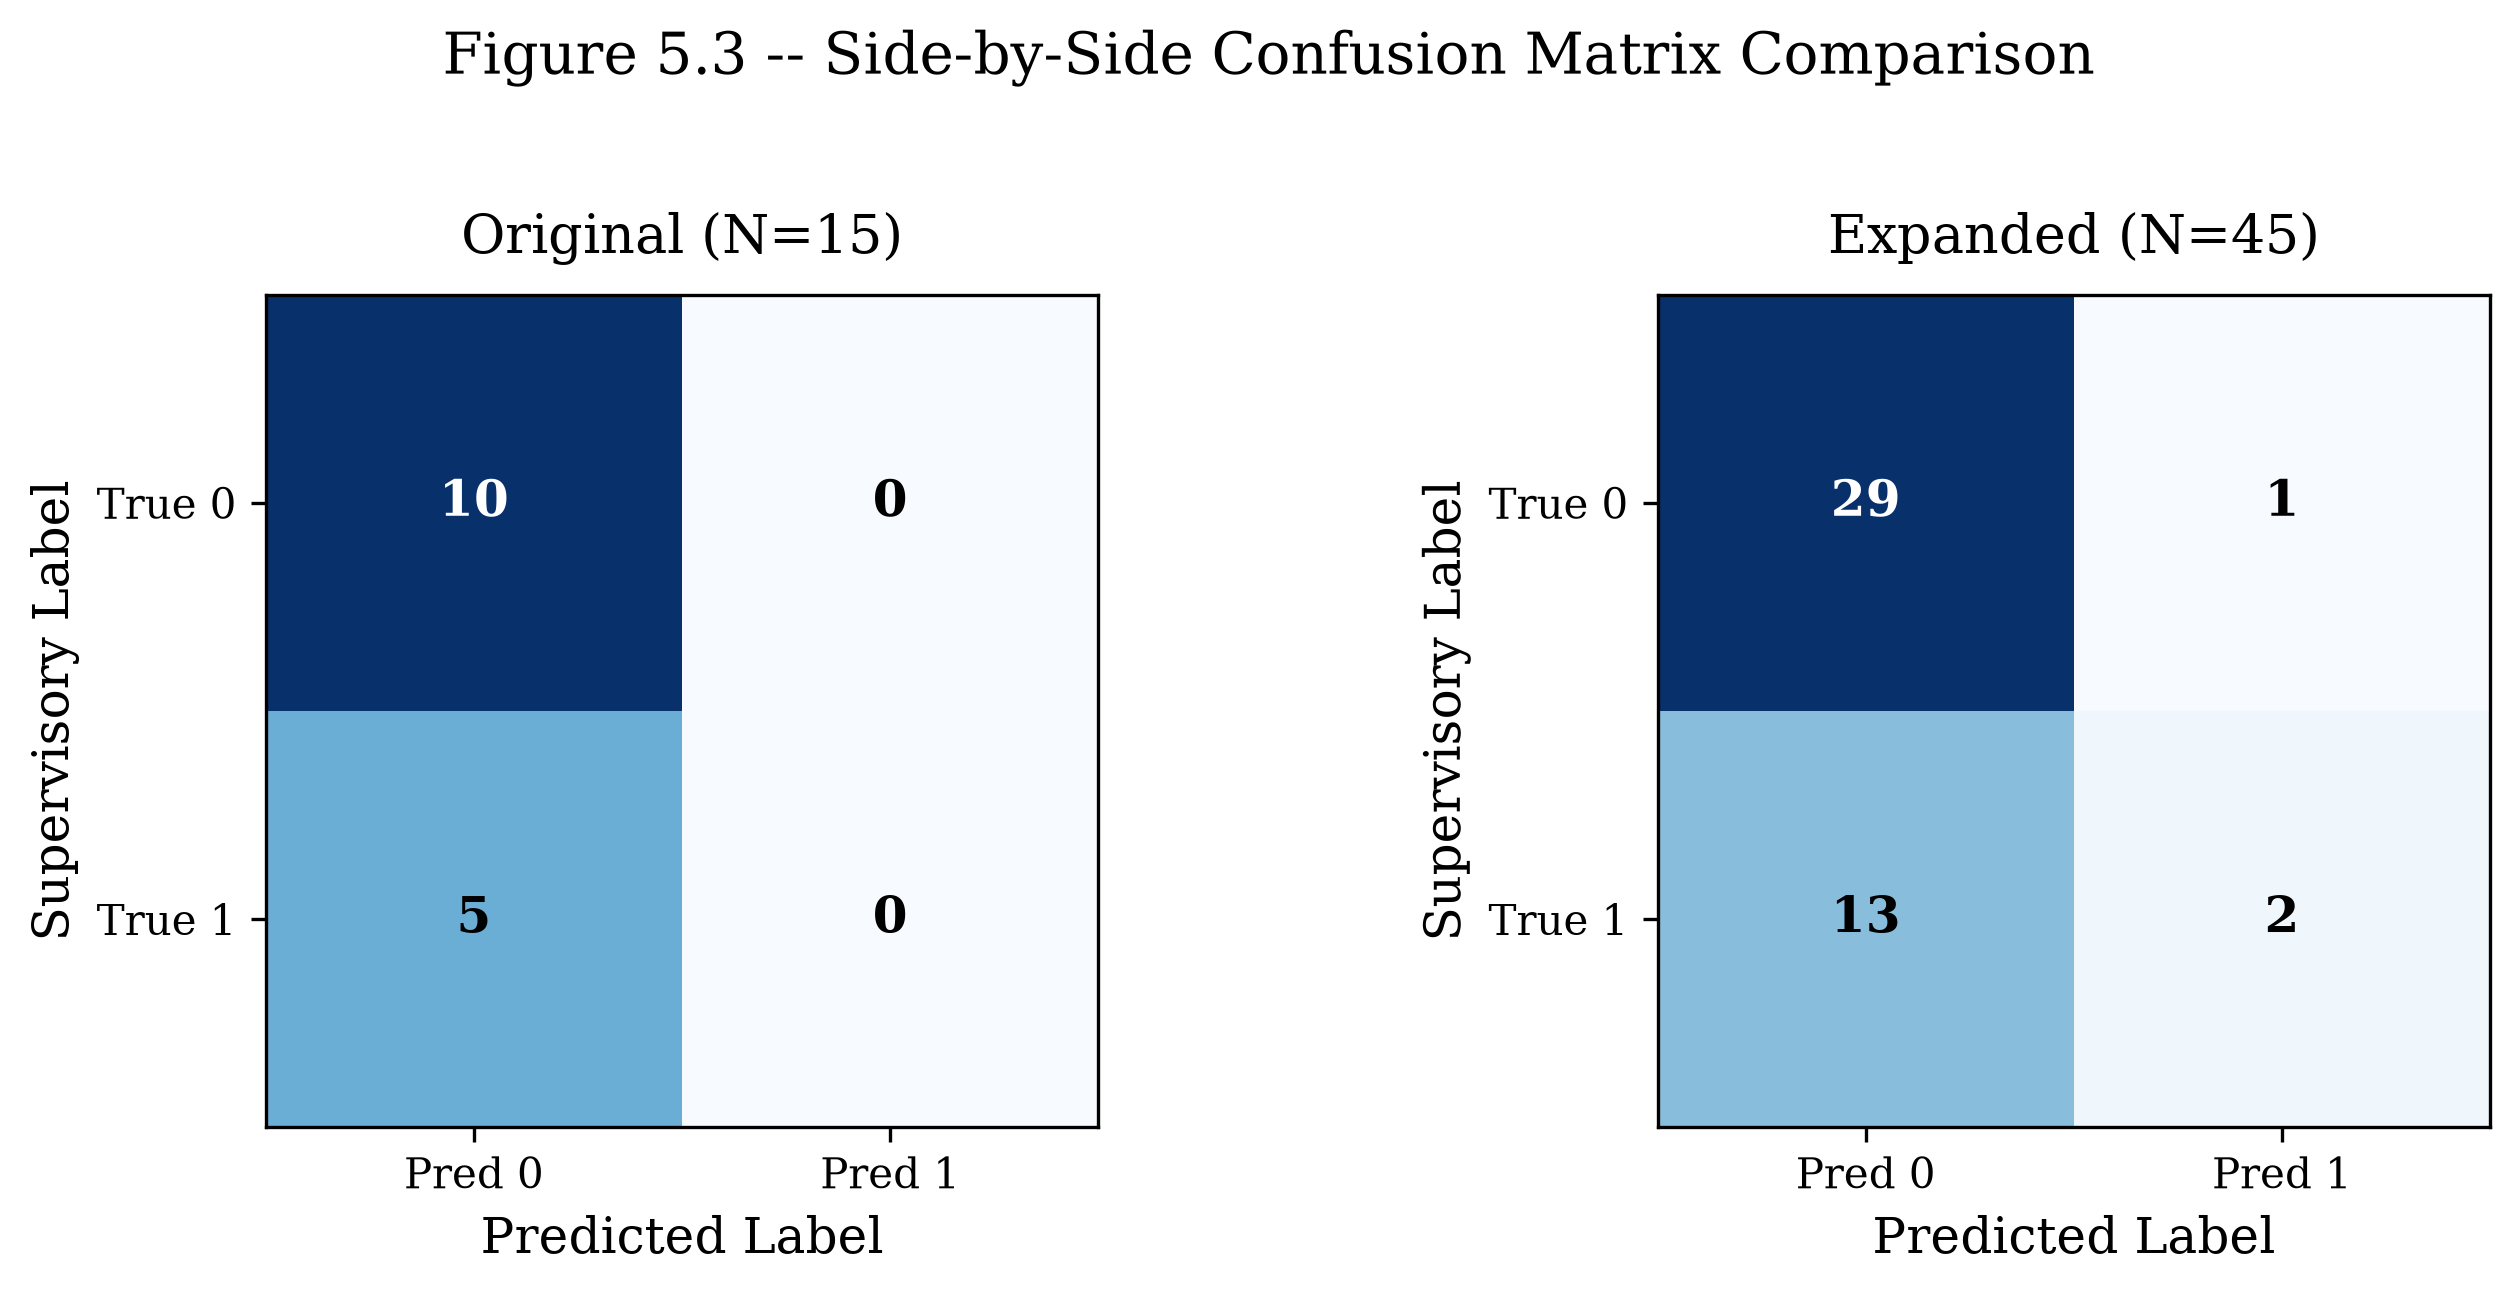 Figure 5.3 -- Side-by-Side Confusion Matrix Comparison
Original (N=15)
Supervisory Label
True 0
10
0
True 1
5
0
Pred 0
Pred 1
Predicted Label
Expanded (N=45)
Supervisory Label
True 0
29
1
True 1
13
2
Pred 0
Pred 1
Predicted Label